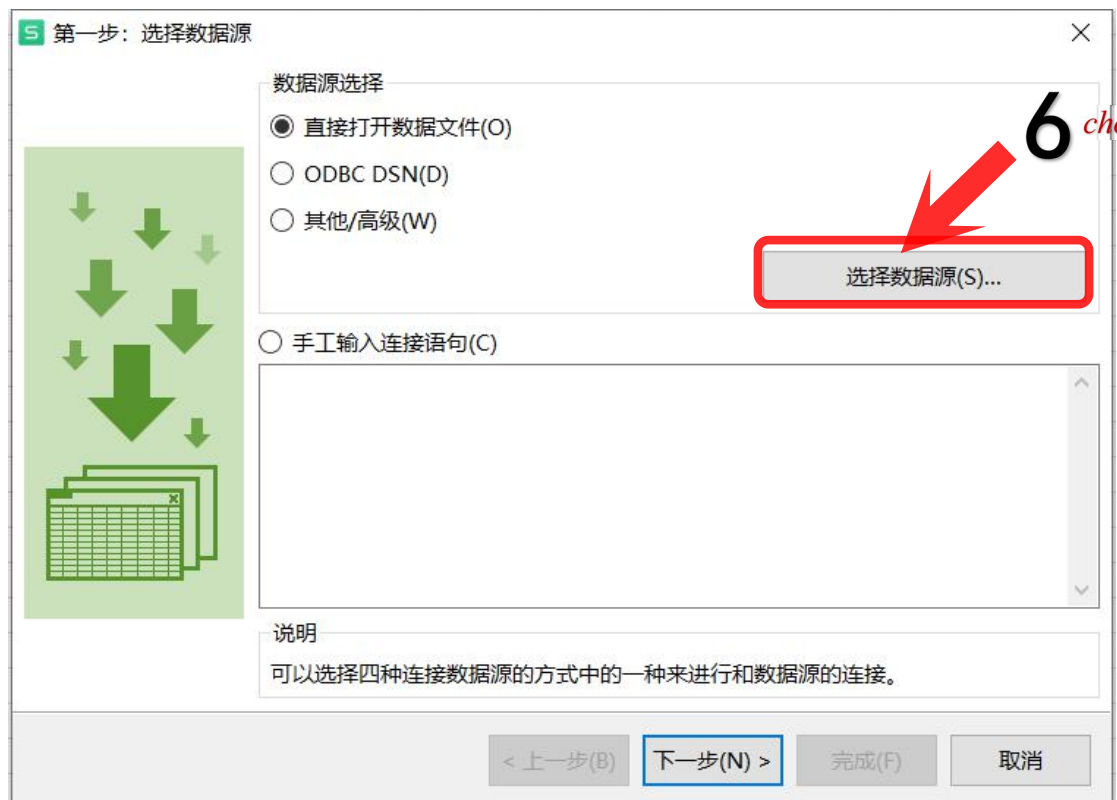 第一步：选择数据源
数据源选择
直接打开数据文件(O)
6
ODBC DSN(D)
其他/高级(W)
选择数据源(S)...
手工输入连接语句(C)
说明
可以选择四种连接数据源的方式中的一种来进行和数据源的连接。
< 上一步(B) 下一步(N) > 完成(F) 取消